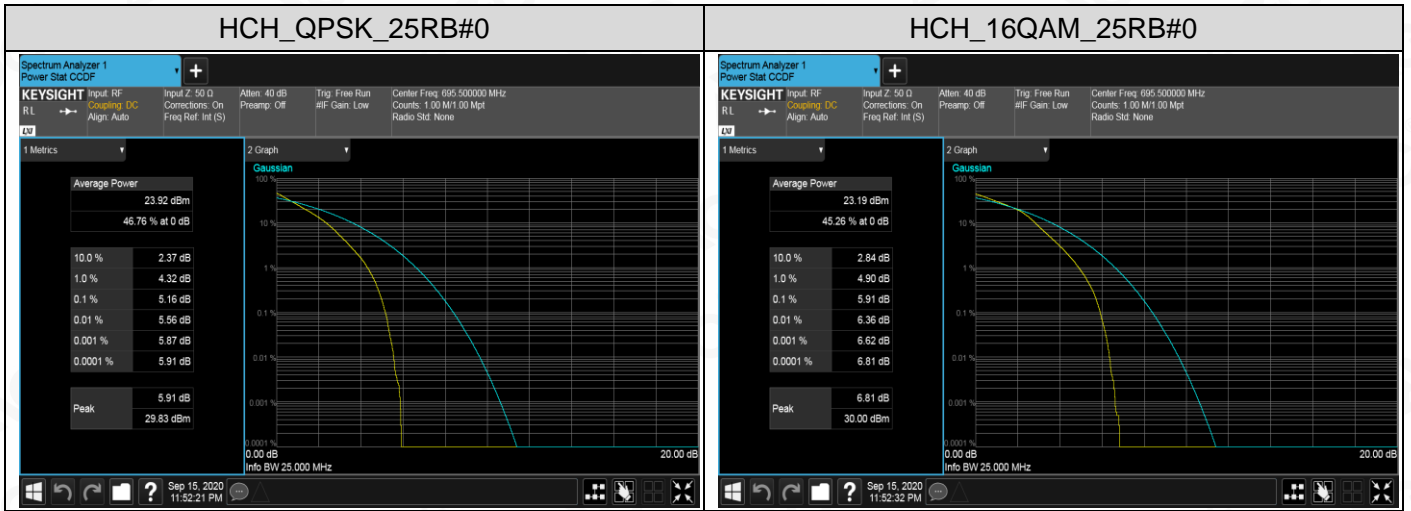 HCH_QPSK_25RB#0
Spectrum Analyzer 1
Power Stat CCDF
+
KEYSIGHT
RL
LXI
Input: RF
Coupling: DC
Align: Auto
Input Z: 50 Ω
Corrections: On
Freq Ref: Int (S)
Atten: 40 dB
Preamp: Off
Trig: Free Run
#IF Gain: Low
Center Freq: 695.500000 MHz
Counts: 1.00 M/1.00 Mpt
Radio Std: None
1 Metrics
Average Power
23.92 dBm
46.76 % at 0 dB
10.0 % 2.37 dB
1.0 % 4.32 dB
0.1 % 5.16 dB
0.01 % 5.56 dB
0.001 % 5.87 dB
0.0001 % 5.91 dB
Peak
5.91 dB
29.83 dBm
2 Graph
Gaussian
100 %
10 %
1 %
0.1 %
0.01 %
0.001 %
0.0001 %
0.00 dB 20.00 dB
Info BW 25.000 MHz
?
Sep 15, 2020
11:52:21 PM
HCH_16QAM_25RB#0
Spectrum Analyzer 1
Power Stat CCDF
+
KEYSIGHT
RL
LXI
Input: RF
Coupling: DC
Align: Auto
Input Z: 50 Ω
Corrections: On
Freq Ref: Int (S)
Atten: 40 dB
Preamp: Off
Trig: Free Run
#IF Gain: Low
Center Freq: 695.500000 MHz
Counts: 1.00 M/1.00 Mpt
Radio Std: None
1 Metrics
Average Power
23.19 dBm
45.26 % at 0 dB
10.0 % 2.84 dB
1.0 % 4.90 dB
0.1 % 5.91 dB
0.01 % 6.36 dB
0.001 % 6.62 dB
0.0001 % 6.81 dB
Peak
6.81 dB
30.00 dBm
2 Graph
Gaussian
100 %
10 %
1 %
0.1 %
0.01 %
0.001 %
0.0001 %
0.00 dB 20.00 dB
Info BW 25.000 MHz
?
Sep 15, 2020
11:52:32 PM